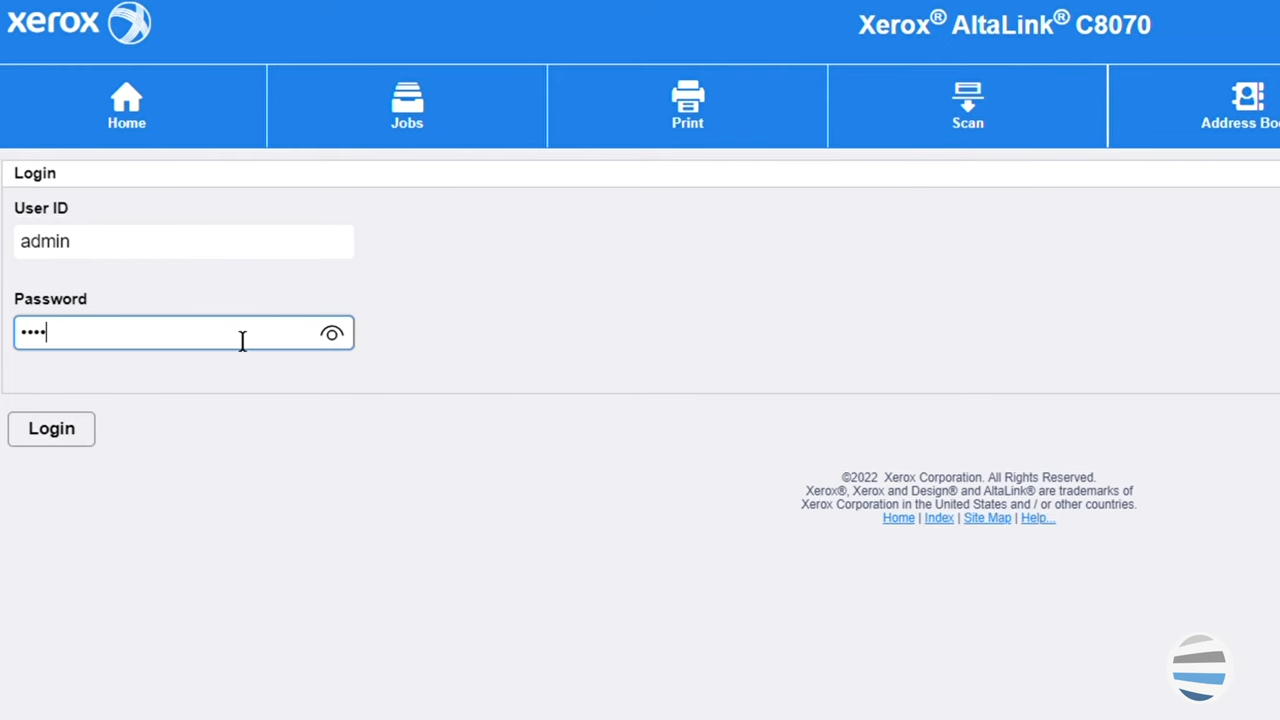 xerox
Xerox® AltaLink® C8070
Home
Jobs
Print
Scan
Address Bo
Login
User ID
admin
Password
••••
Login
©2022 Xerox Corporation. All Rights Reserved.
Xerox®, Xerox and Design® and AltaLink® are trademarks of
Xerox Corporation in the United States and / or other countries.
Home | Index | Site Map | Help...